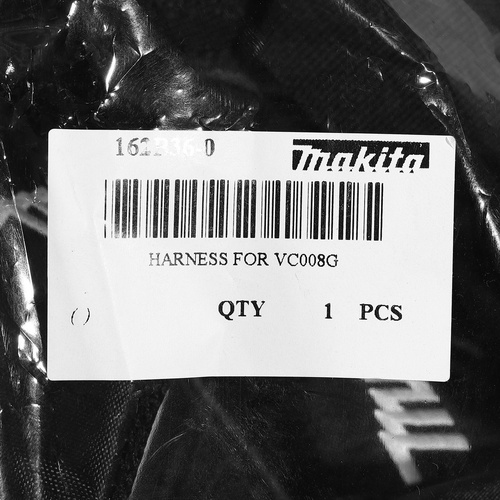 makita
HARNESS FOR VC008G
()
QTY 1 PCS